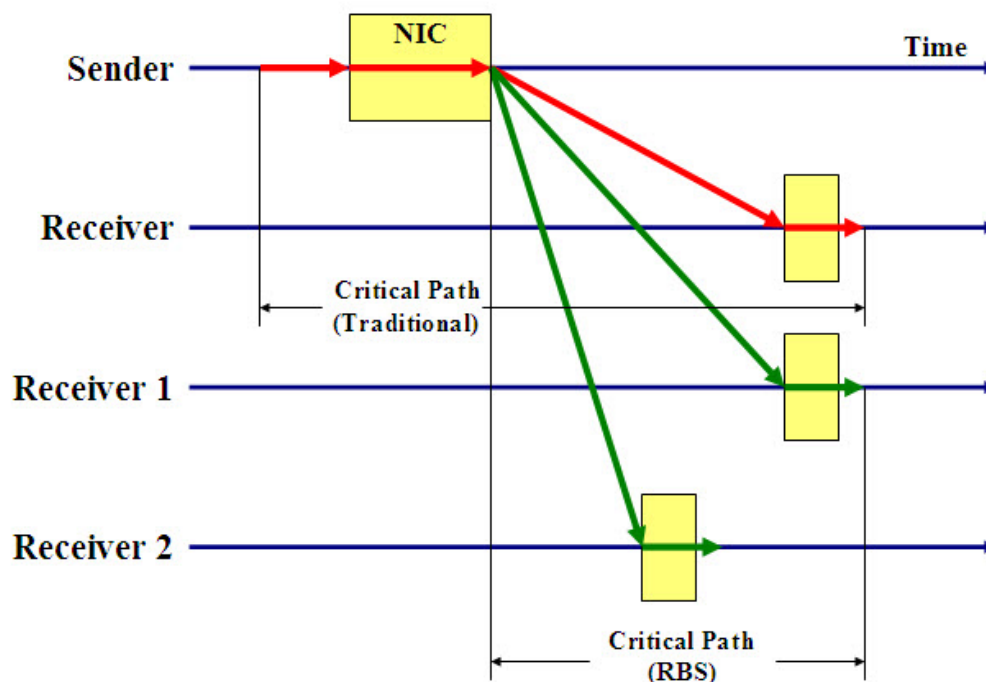 NIC
Time
Sender
Receiver
Critical Path
(Traditional)
Receiver 1
Receiver 2
Critical Path
(RBS)